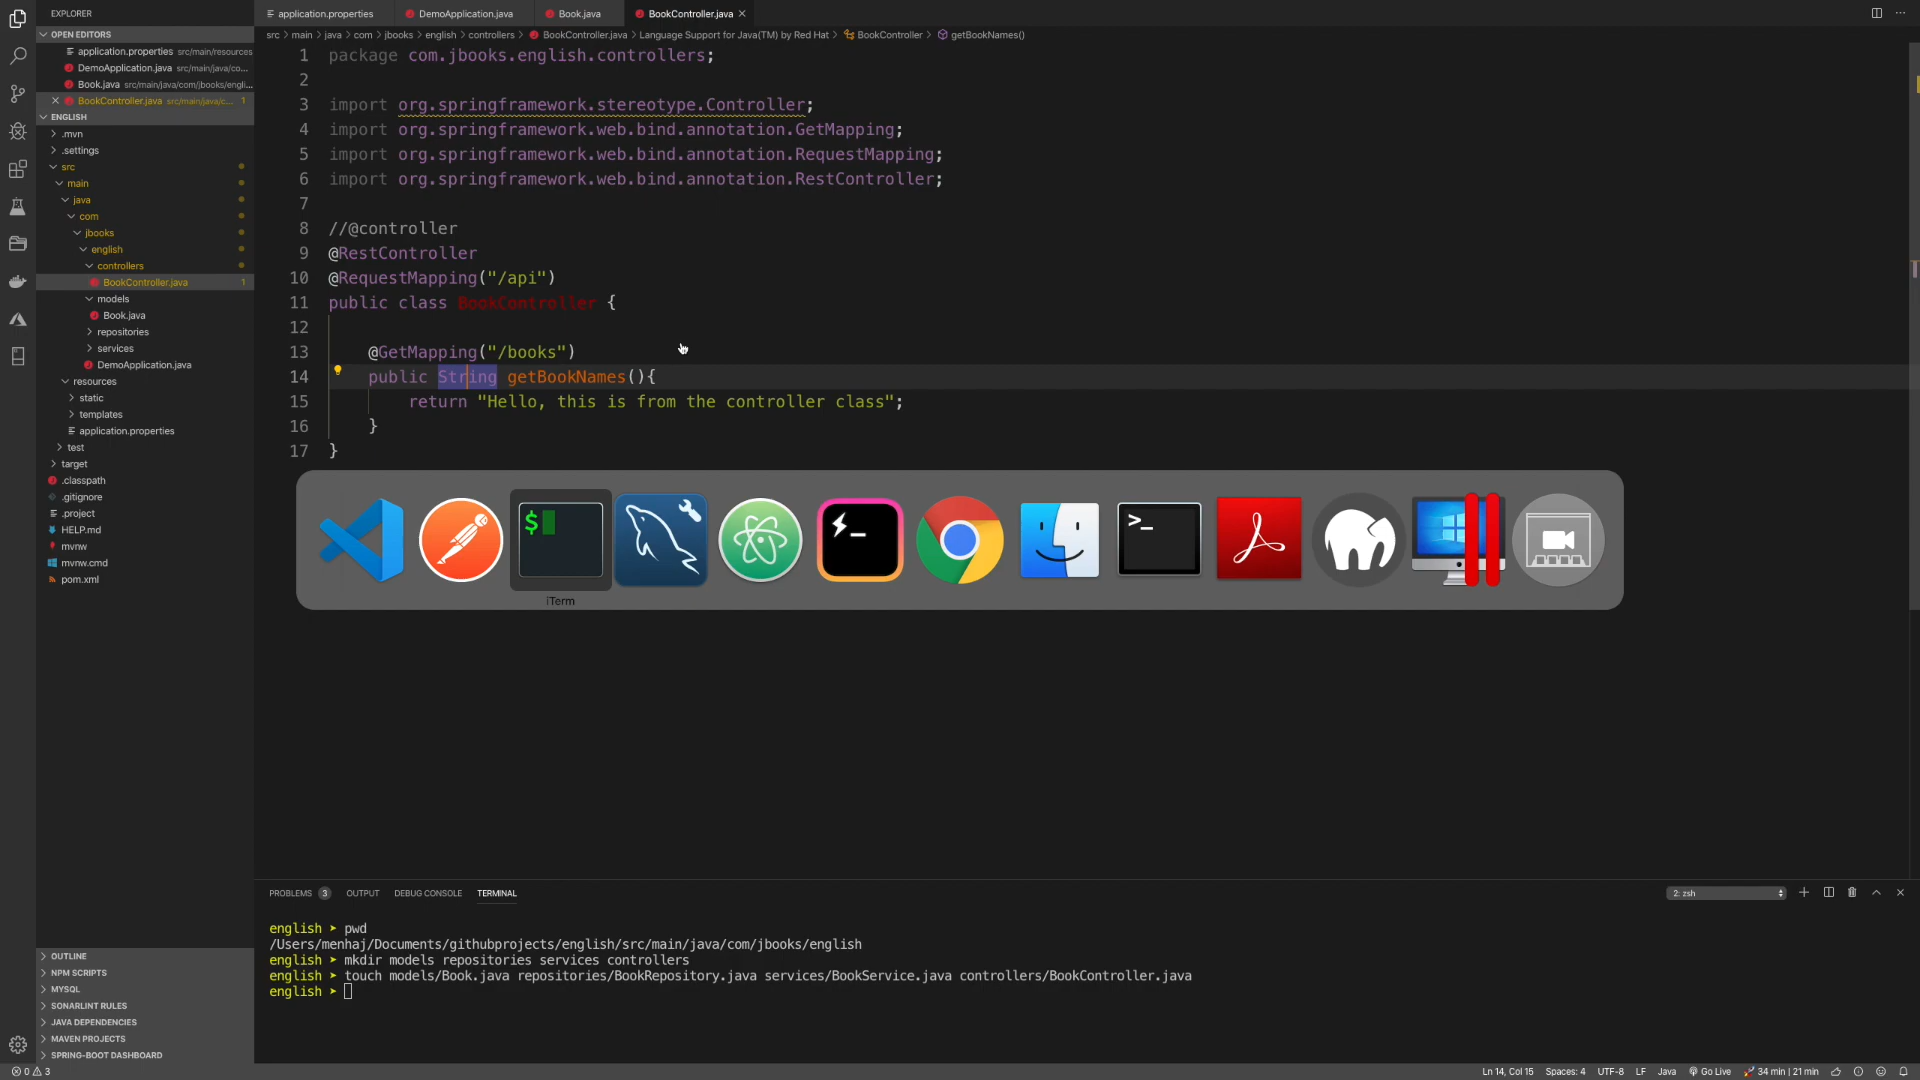 EXPLORER
OPEN EDITORS
application.properties src/main/resources
DemoApplication.java src/main/java/co...
Book.java src/main/java/com/jbooks/engli...
BookController.java src/main/java/c... 1
ENGLISH
.mvn
.settings
src
main
java
com
jbooks
english
controllers
BookController.java 1
models
Book.java
repositories
services
DemoApplication.java
resources
static
templates
application.properties
test
target
.classpath
.gitignore
.project
HELP.md
mvnw
mvnw.cmd
pom.xml
OUTLINE
NPM SCRIPTS
MYSQL
SONARLINT RULES
JAVA DEPENDENCIES
MAVEN PROJECTS
SPRING-BOOT DASHBOARD
application.properties DemoApplication.java Book.java BookController.java
src > main > java > com > jbooks > english > controllers > BookController.java > Language Support for Java(TM) by Red Hat > BookController > getBookNames()
1 package com.jbooks.english.controllers;
2
3 import org.springframework.stereotype.Controller;
4 import org.springframework.web.bind.annotation.GetMapping;
5 import org.springframework.web.bind.annotation.RequestMapping;
6 import org.springframework.web.bind.annotation.RestController;
7
8 //@controller
9 @RestController
10 @RequestMapping("/api")
11 public class BookController {
12
13 @GetMapping("/books")
14 public String getBookNames(){
15 return "Hello, this is from the controller class";
16 }
17 }
$
>_
iTerm
PROBLEMS 3 OUTPUT DEBUG CONSOLE TERMINAL
2: zsh
english ➤ pwd
/Users/menhaj/Documents/githubprojects/english/src/main/java/com/jbooks/english
english ➤ mkdir models repositories services controllers
english ➤ touch models/Book.java repositories/BookRepository.java services/BookService.java controllers/BookController.java
english ➤
0 3
Ln 14, Col 15 Spaces: 4 UTF-8 LF Java Go Live 34 min | 21 min